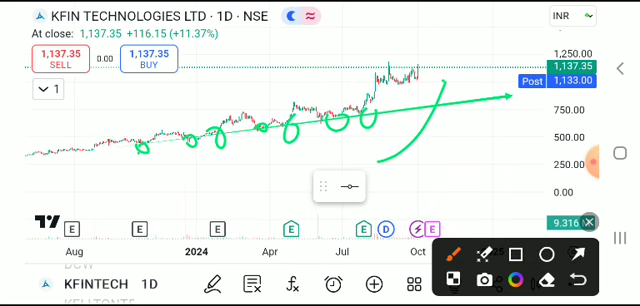 KFIN TECHNOLOGIES LTD · 1D · NSE
INR
At close: 1,137.35 +116.15 (+11.37%)
1,137.35 SELL
0.00
1,137.35 BUY
1
1,250.00
1,137.35
Post 1,133.00
750.00
500.00
250.00
0.00
9.316
E E E E E D E
Aug 2024 Apr Jul Oct
KFINTECH 1D